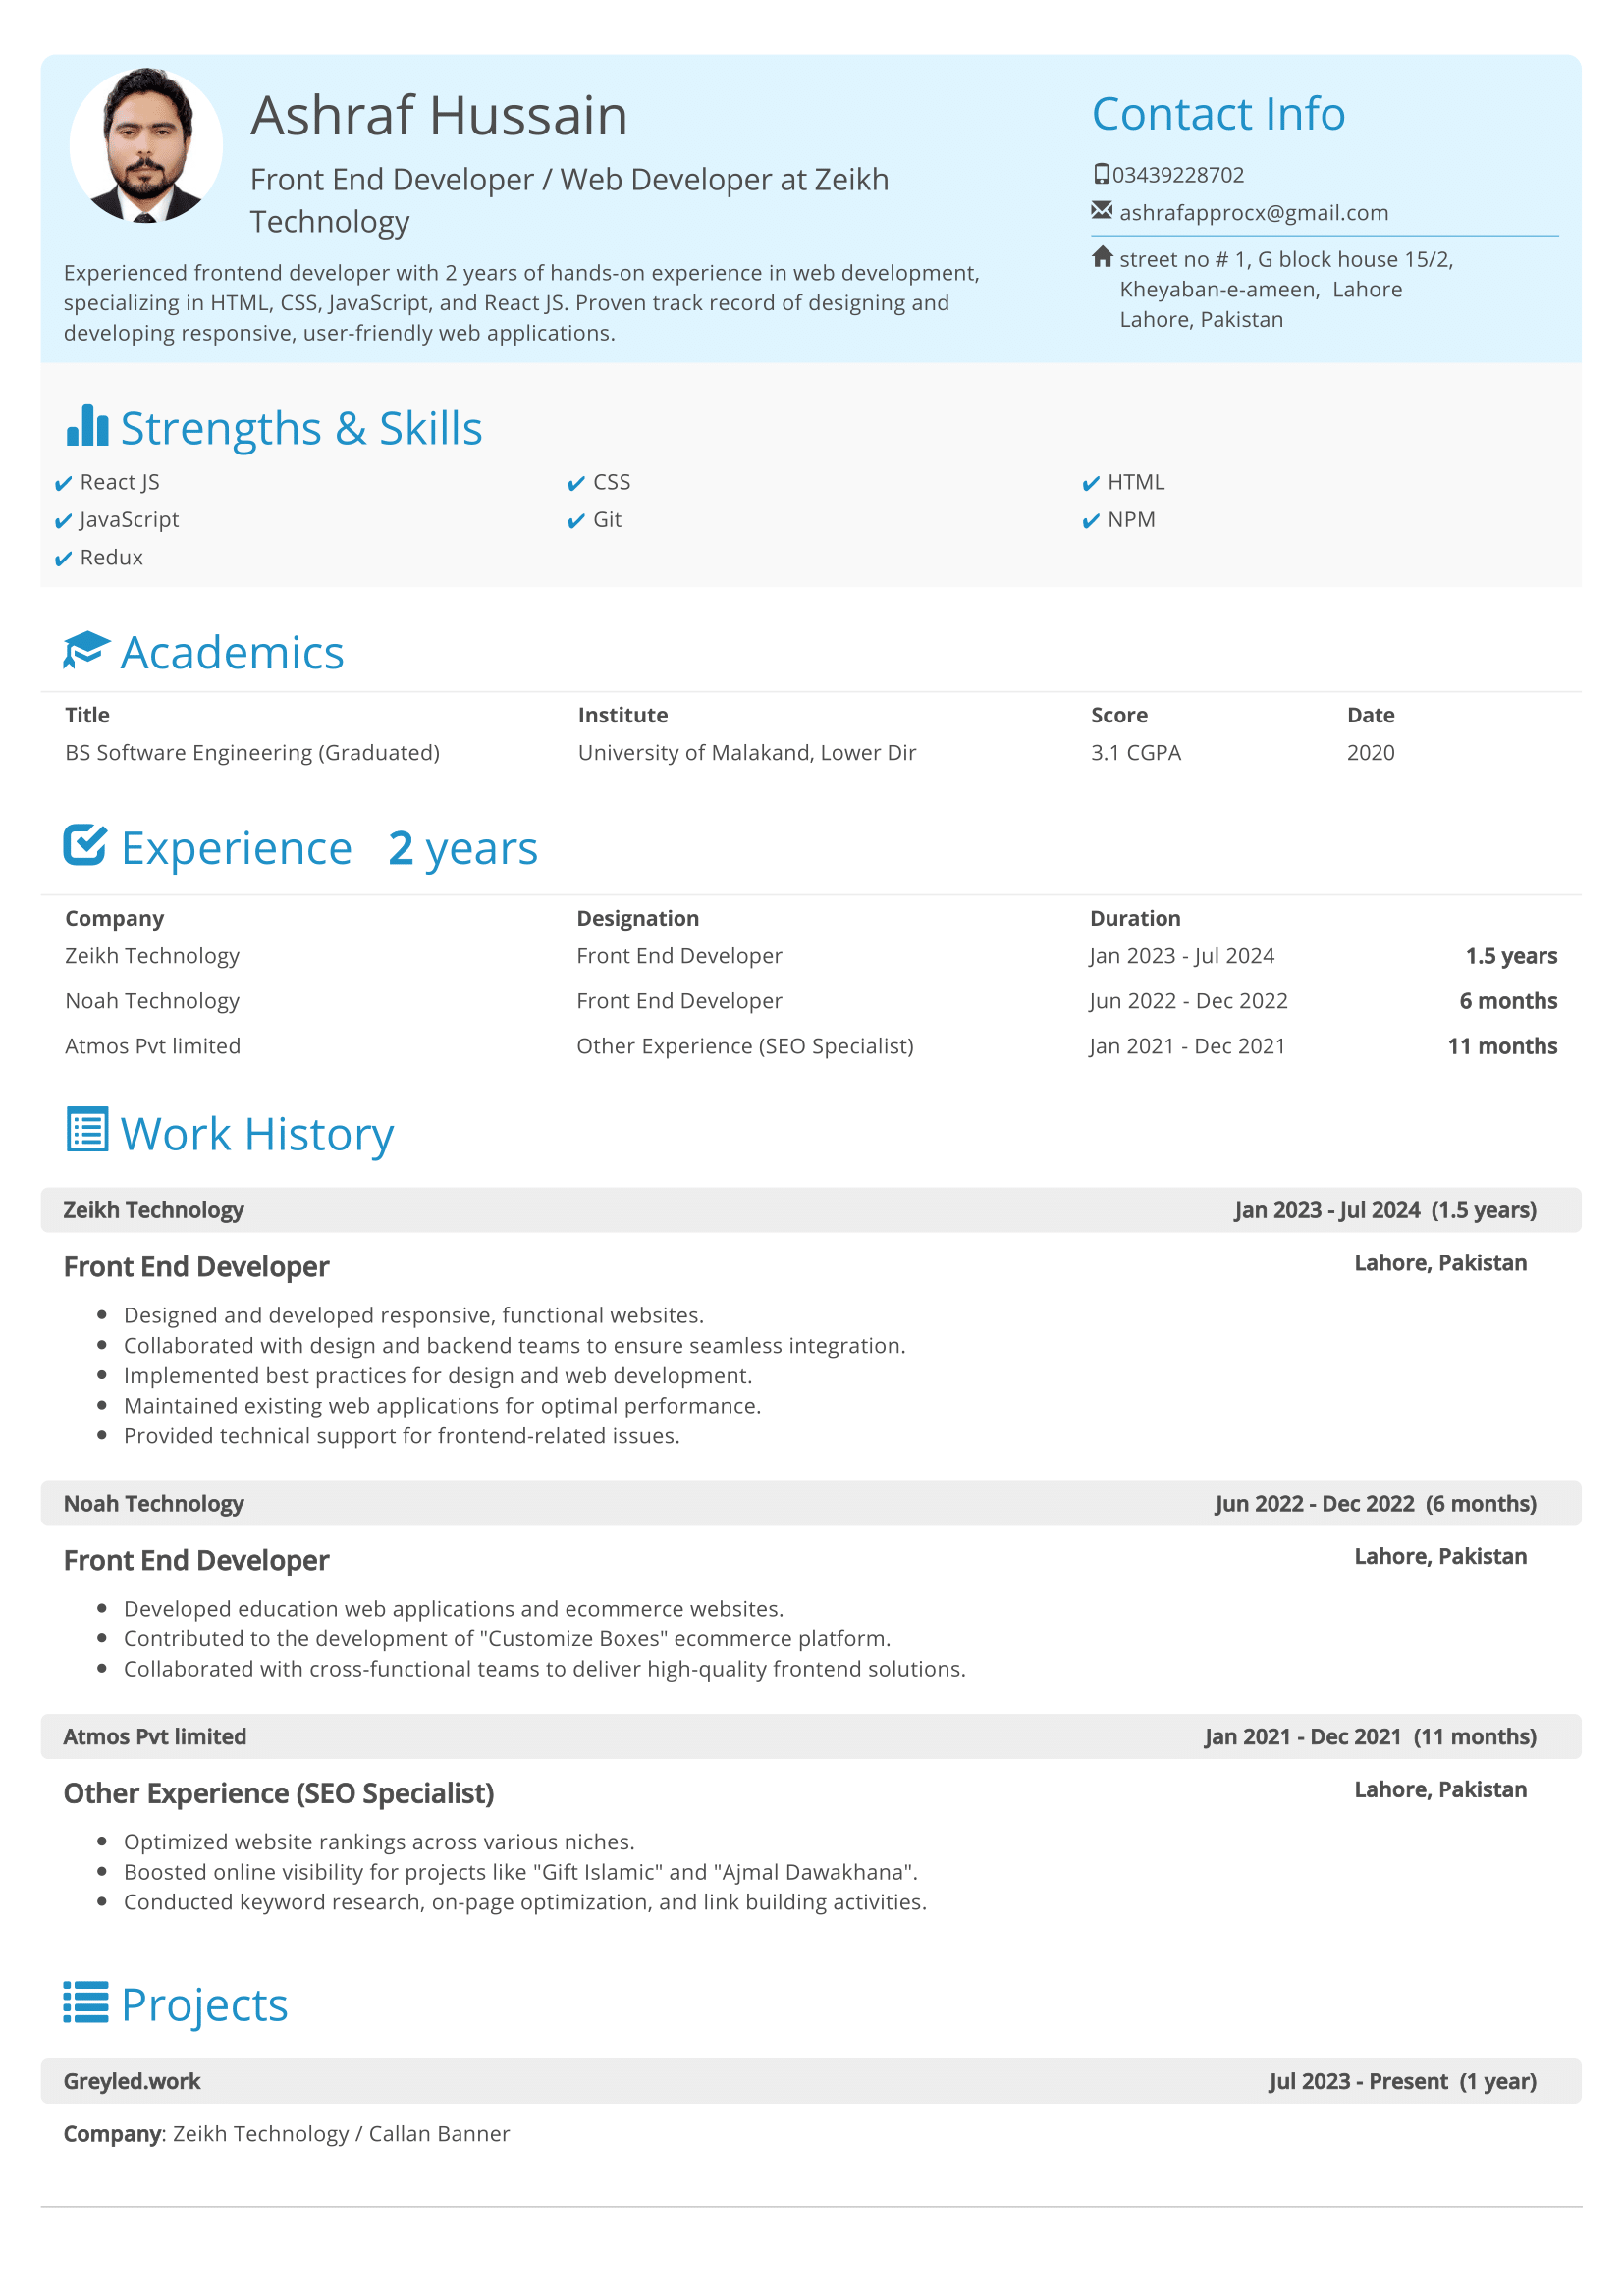 Ashraf Hussain
Front End Developer / Web Developer at Zeikh
Technology
Experienced frontend developer with 2 years of hands-on experience in web development,
specializing in HTML, CSS, JavaScript, and React JS. Proven track record of designing and
developing responsive, user-friendly web applications.
Contact Info
03439228702
ashrafapprocx@gmail.com
street no # 1, G block house 15/2,
Kheyaban-e-ameen, Lahore
Lahore, Pakistan
Strengths & Skills
✔ React JS ✔ CSS ✔ HTML
✔ JavaScript ✔ Git ✔ NPM
✔ Redux
Academics
Title Institute Score Date
BS Software Engineering (Graduated) University of Malakand, Lower Dir 3.1 CGPA 2020
Experience 2 years
Company Designation Duration
Zeikh Technology Front End Developer Jan 2023 - Jul 2024 1.5 years
Noah Technology Front End Developer Jun 2022 - Dec 2022 6 months
Atmos Pvt limited Other Experience (SEO Specialist) Jan 2021 - Dec 2021 11 months
Work History
Zeikh Technology Jan 2023 - Jul 2024 (1.5 years)
Front End Developer Lahore, Pakistan
• Designed and developed responsive, functional websites.
• Collaborated with design and backend teams to ensure seamless integration.
• Implemented best practices for design and web development.
• Maintained existing web applications for optimal performance.
• Provided technical support for frontend-related issues.
Noah Technology Jun 2022 - Dec 2022 (6 months)
Front End Developer Lahore, Pakistan
• Developed education web applications and ecommerce websites.
• Contributed to the development of "Customize Boxes" ecommerce platform.
• Collaborated with cross-functional teams to deliver high-quality frontend solutions.
Atmos Pvt limited Jan 2021 - Dec 2021 (11 months)
Other Experience (SEO Specialist) Lahore, Pakistan
• Optimized website rankings across various niches.
• Boosted online visibility for projects like "Gift Islamic" and "Ajmal Dawakhana".
• Conducted keyword research, on-page optimization, and link building activities.
Projects
Greyled.work Jul 2023 - Present (1 year)
Company: Zeikh Technology / Callan Banner